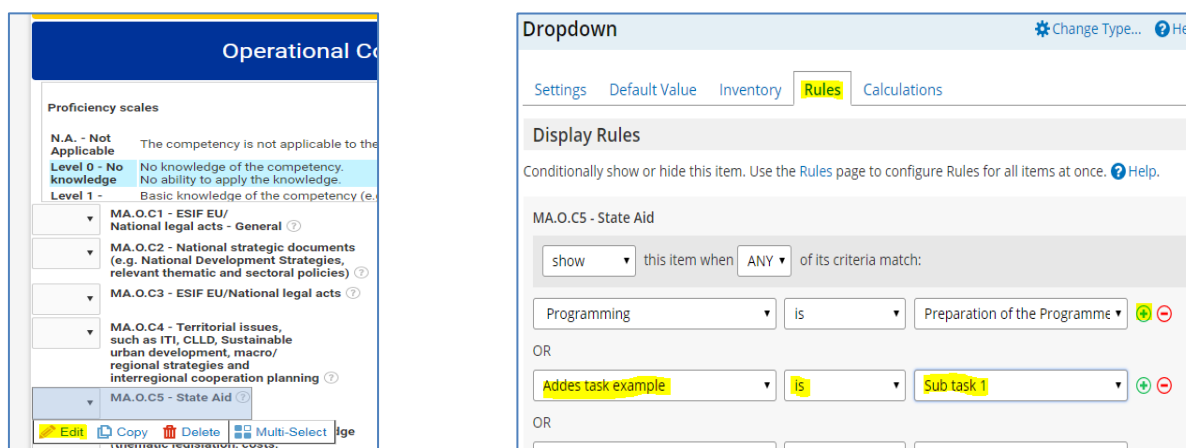 Operational Co
Proficiency scales
N.A. - Not
Applicable
The competency is not applicable to the
Level 0 - No
knowledge
No knowledge of the competency.
No ability to apply the knowledge.
Level 1 -
Basic knowledge of the competency (e.
MA.O.C1 - ESIF EU/
National legal acts - General
MA.O.C2 - National strategic documents
(e.g. National Development Strategies,
relevant thematic and sectoral policies)
MA.O.C3 - ESIF EU/National legal acts
MA.O.C4 - Territorial issues,
such as ITI, CLLD, Sustainable
urban development, macro/
regional strategies and
interregional cooperation planning
MA.O.C5 - State Aid
Edit Copy Delete Multi-Select
Dropdown
Change Type... He
Settings Default Value Inventory Rules Calculations
Display Rules
Conditionally show or hide this item. Use the Rules page to configure Rules for all items at once. Help.
MA.O.C5 - State Aid
show this item when ANY of its criteria match:
Programming is Preparation of the Programme
OR
Addes task example is Sub task 1
OR